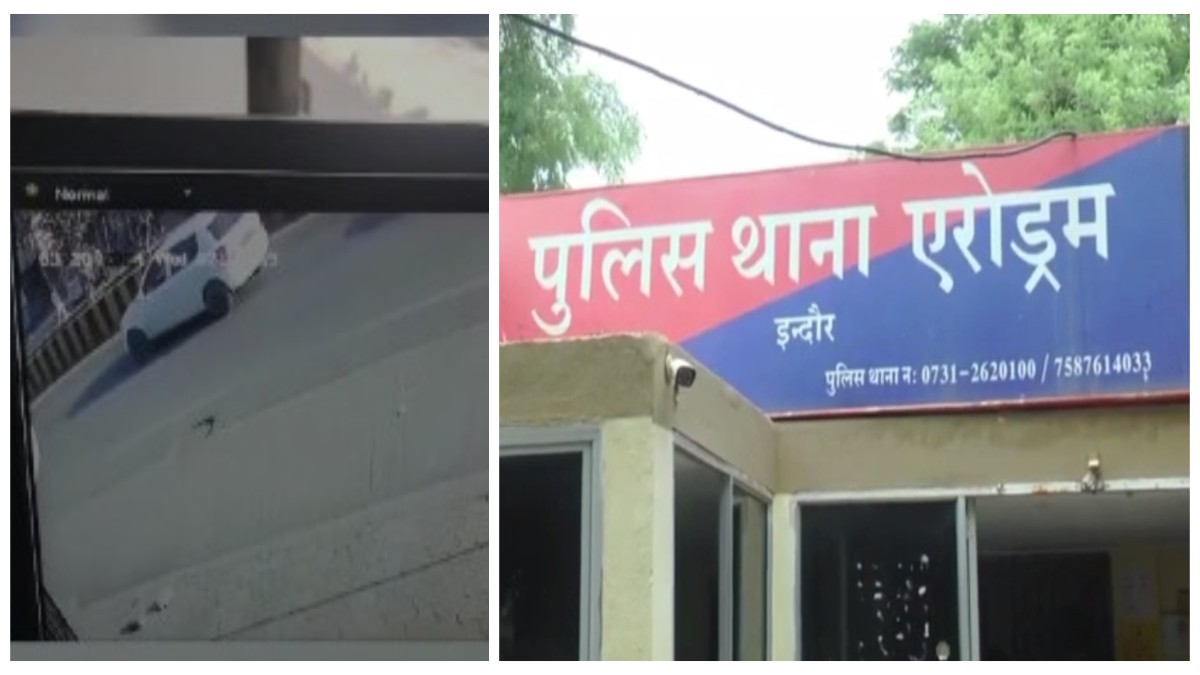 Normal
पुलिस थाना एरोड्रम
इन्दौर
पुलिस थाना न: 0731-2620100 / 7587614033